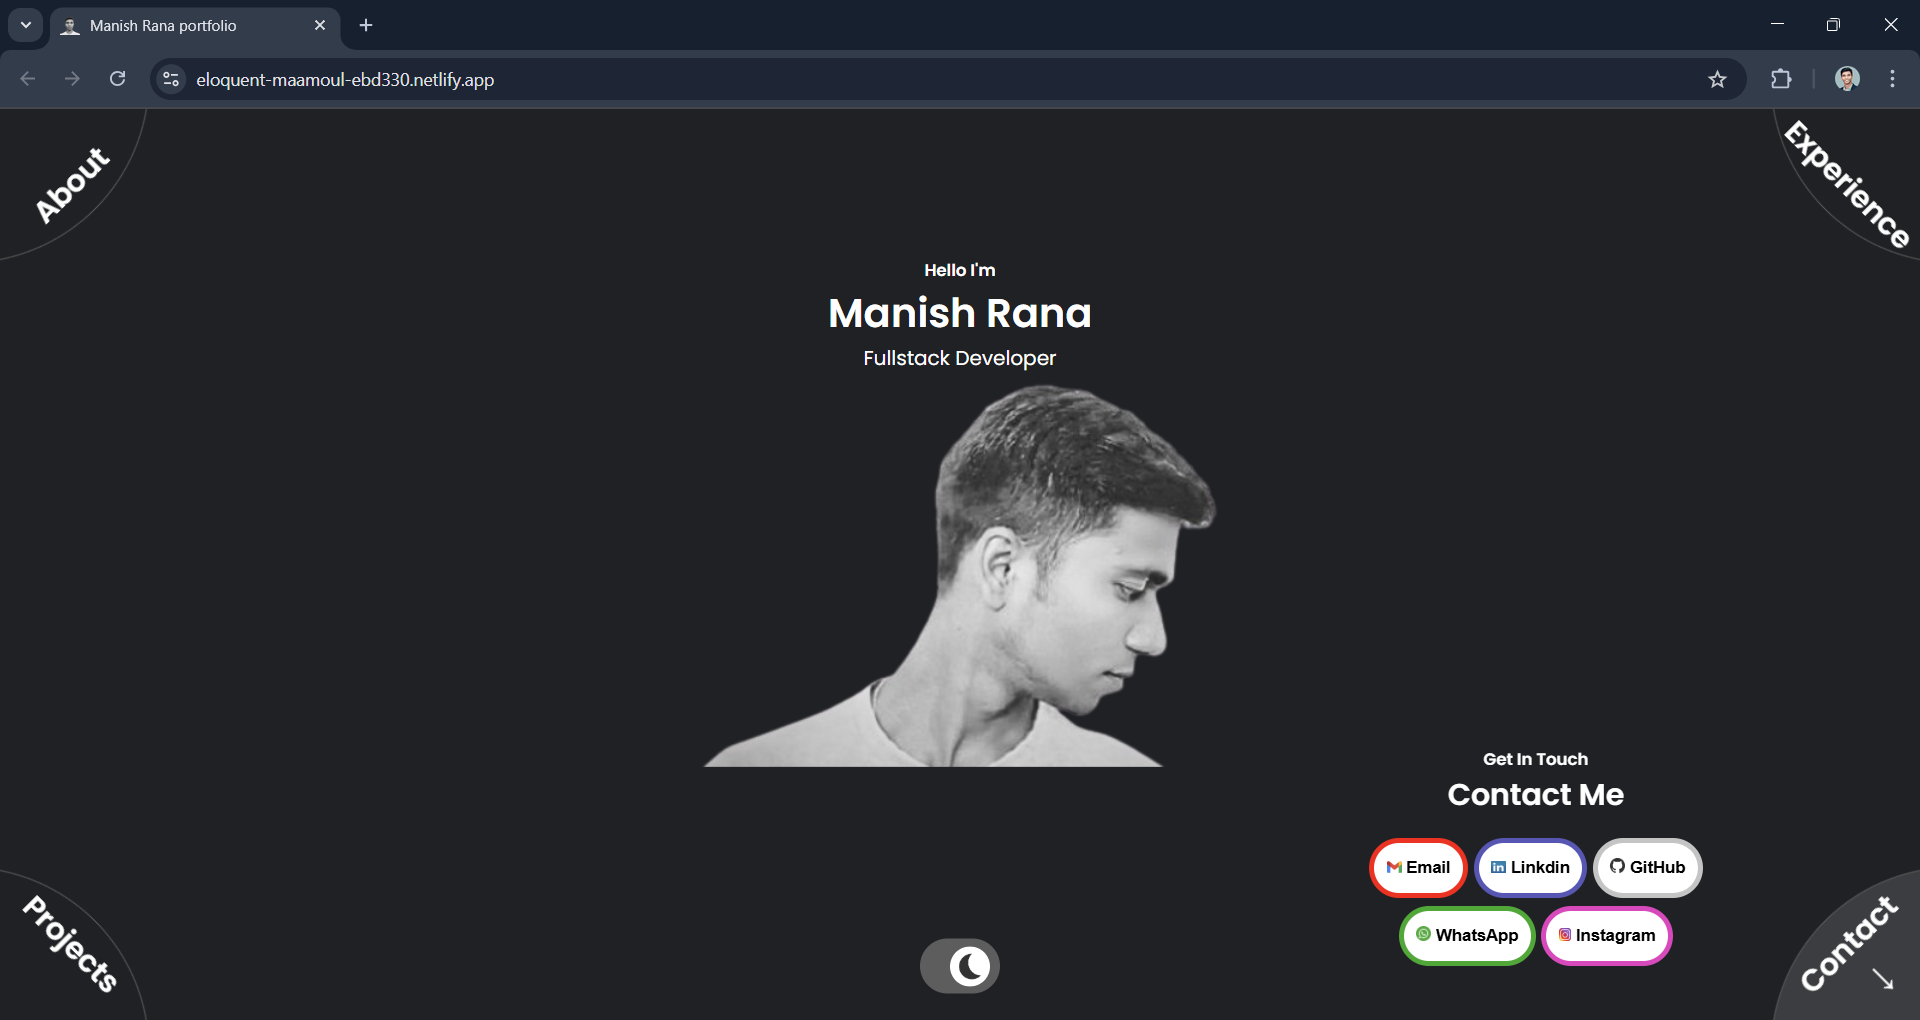 Manish Rana portfolio
eloquent-maamoul-ebd330.netlify.app
About
Experience
Hello I'm
Manish Rana
Fullstack Developer
Get In Touch
Contact Me
Email
Linkdin
GitHub
WhatsApp
Instagram
Projects
Contact